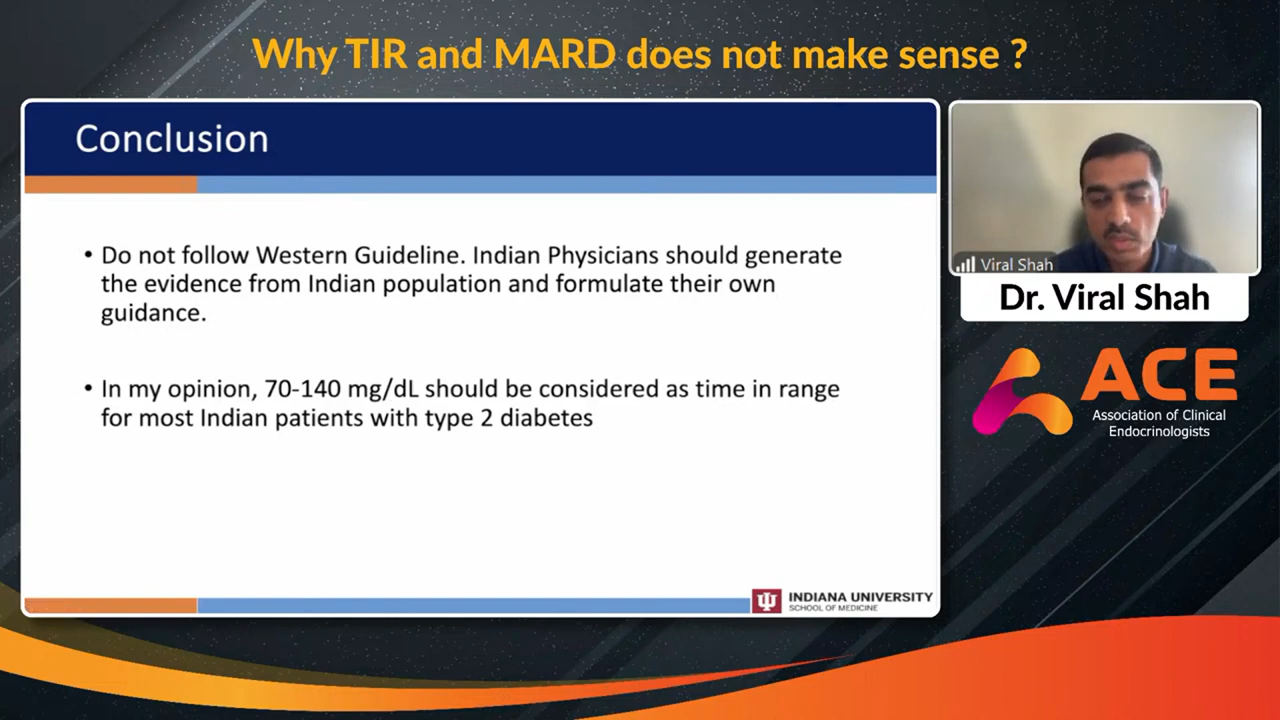 Why TIR and MARD does not make sense ?
Conclusion
• Do not follow Western Guideline. Indian Physicians should generate
the evidence from Indian population and formulate their own
guidance.
• In my opinion, 70-140 mg/dL should be considered as time in range
for most Indian patients with type 2 diabetes
INDIANA UNIVERSITY
SCHOOL OF MEDICINE
Viral Shah
Dr. Viral Shah
ACE
Association of Clinical
Endocrinologists